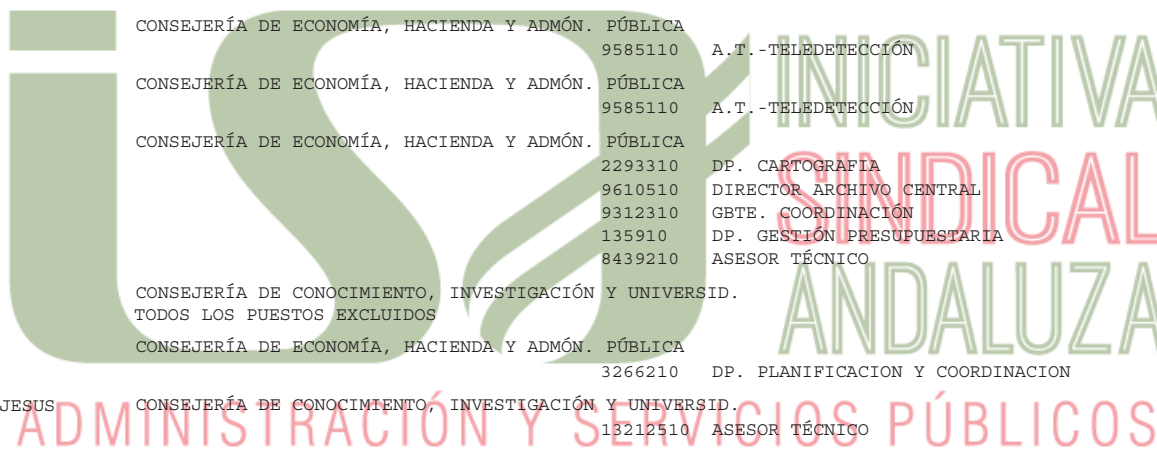 CONSEJERÍA DE ECONOMÍA, HACIENDA Y ADMÓN. PÚBLICA
9585110 A.T.-TELEDETECCIÓN
CONSEJERÍA DE ECONOMÍA, HACIENDA Y ADMÓN. PÚBLICA
9585110 A.T.-TELEDETECCIÓN
CONSEJERÍA DE ECONOMÍA, HACIENDA Y ADMÓN. PÚBLICA
2293310 DP. CARTOGRAFIA
9610510 DIRECTOR ARCHIVO CENTRAL
9312310 GBTE. COORDINACIÓN
135910 DP. GESTIÓN PRESUPUESTARIA
8439210 ASESOR TÉCNICO
CONSEJERÍA DE CONOCIMIENTO, INVESTIGACIÓN Y UNIVERSID.
TODOS LOS PUESTOS EXCLUIDOS
CONSEJERÍA DE ECONOMÍA, HACIENDA Y ADMÓN. PÚBLICA
3266210 DP. PLANIFICACION Y COORDINACION
JESUS CONSEJERÍA DE CONOCIMIENTO, INVESTIGACIÓN Y UNIVERSID.
13212510 ASESOR TÉCNICO
isa
INICIATIVA
SINDICAL
ANDALUZA
ADMINISTRACIÓN Y SERVICIOS PÚBLICOS